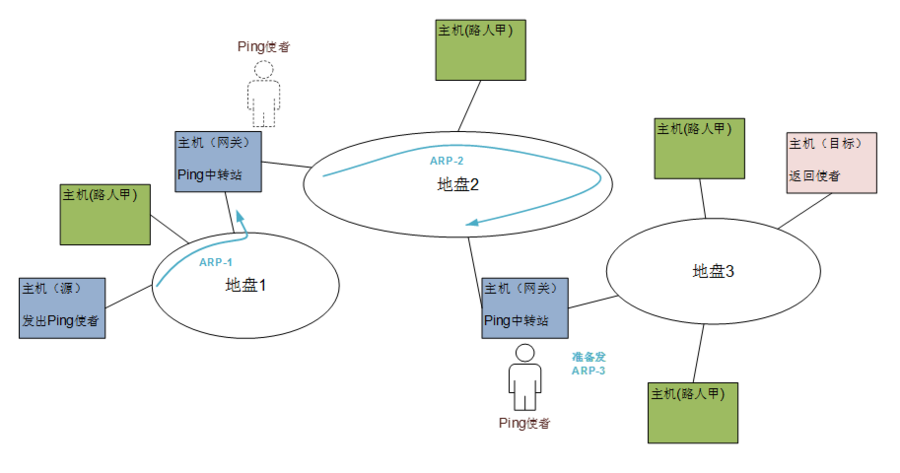 主机(路人甲)
Ping使者
主机（网关）
Ping中转站
ARP-2
地盘2
主机(路人甲)
主机（目标）
返回使者
主机(路人甲)
ARP-1
地盘1
地盘3
主机（源）
发出Ping使者
主机（网关）
Ping中转站
准备发
ARP-3
Ping使者
主机(路人甲)